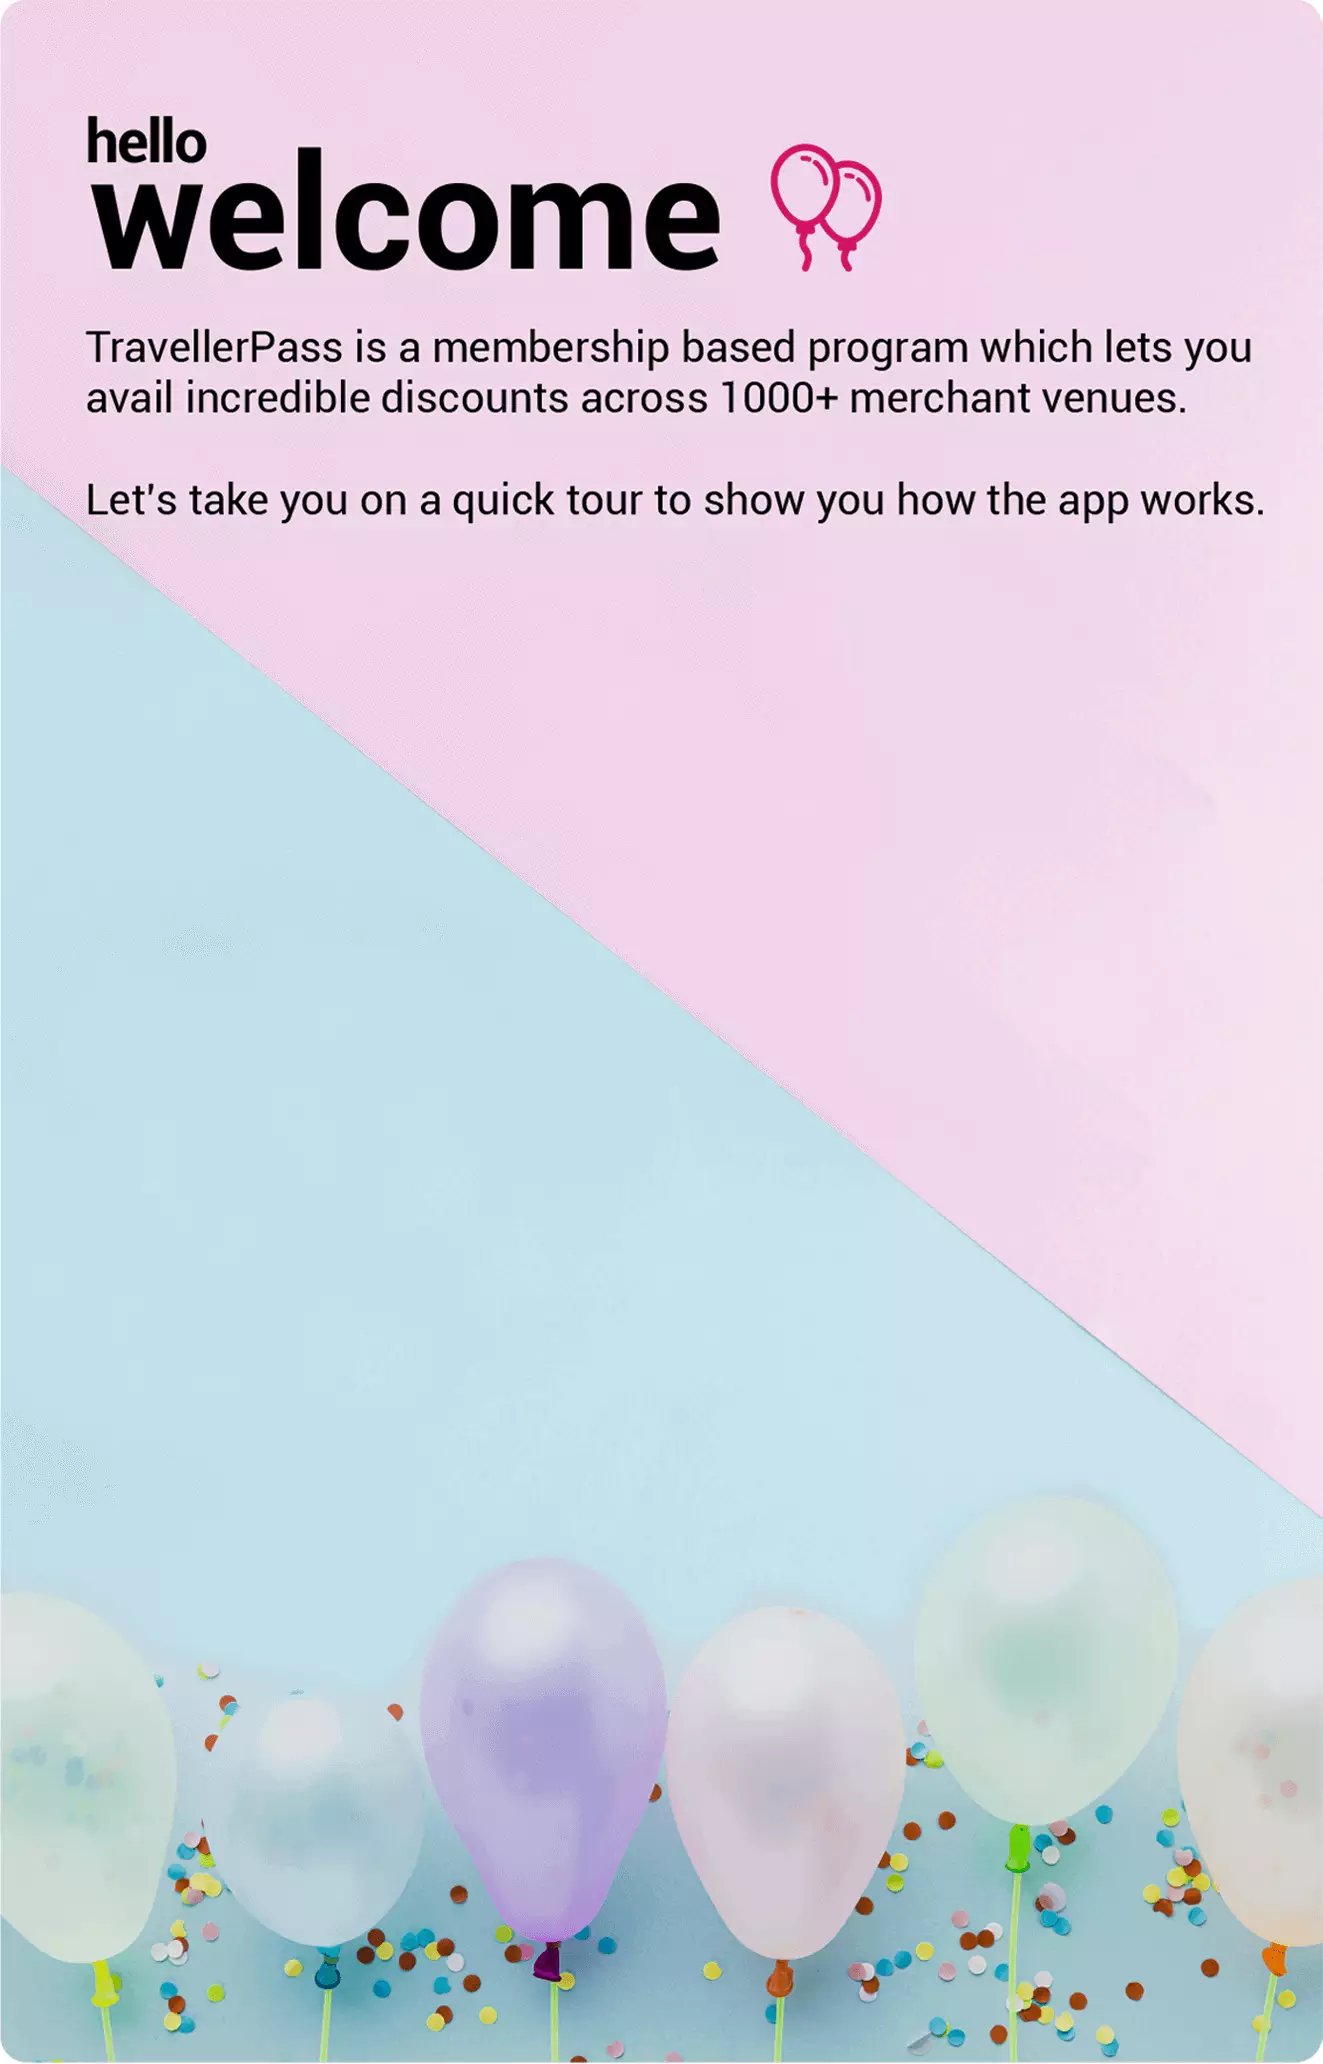 hello
welcome
TravellerPass is a membership based program which lets you
avail incredible discounts across 1000+ merchant venues.
Let's take you on a quick tour to show you how the app works.